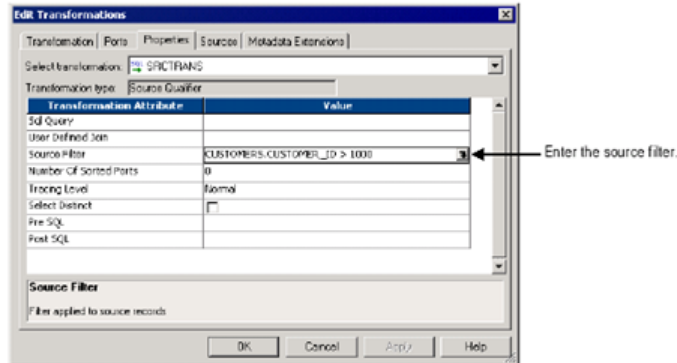 Edit Transformations
Transformation Ports Properties Sources Metadata Extensions
Select transformation: SRCTRANS
Transformation type: Source Qualifier
Transformation Attribute Value
Sql Query
User Defined Join
Source Filter CUSTOMERS.CUSTOMER_ID > 1000
Enter the source filter.
Number Of Sorted Ports 0
Tracing Level Normal
Select Distinct
Pre SQL
Post SQL
Source Filter
Filter applied to source records
OK Cancel Apply Help